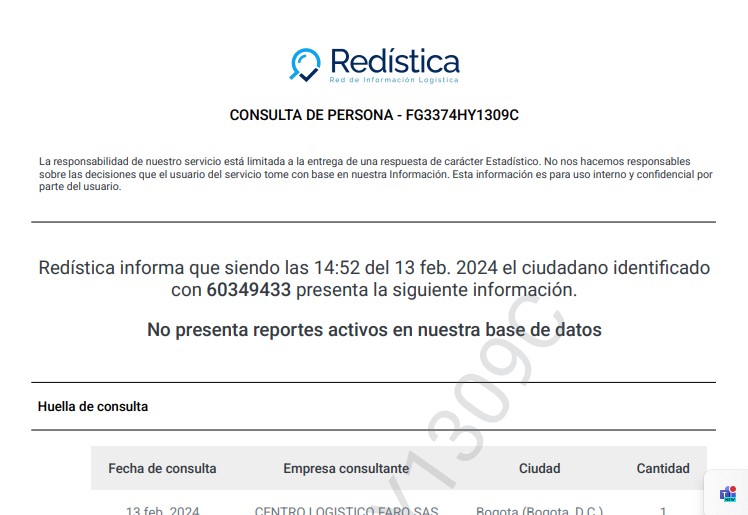 Redística
Red de Información Logística
CONSULTA DE PERSONA - FG3374HY1309C
La responsabilidad de nuestro servicio está limitada a la entrega de una respuesta de carácter Estadístico. No nos hacemos responsables
sobre las decisiones que el usuario del servicio tome con base en nuestra Información. Esta información es para uso interno y confidencial por
parte del usuario.
Redística informa que siendo las 14:52 del 13 feb. 2024 el ciudadano identificado
con 60349433 presenta la siguiente información.
No presenta reportes activos en nuestra base de datos
Y1309C
Huella de consulta
Fecha de consulta Empresa consultante Ciudad Cantidad
13 feb. 2024 CENTRO LOGISTICO FARO SAS Bogota (Bogota, D.C.) 1